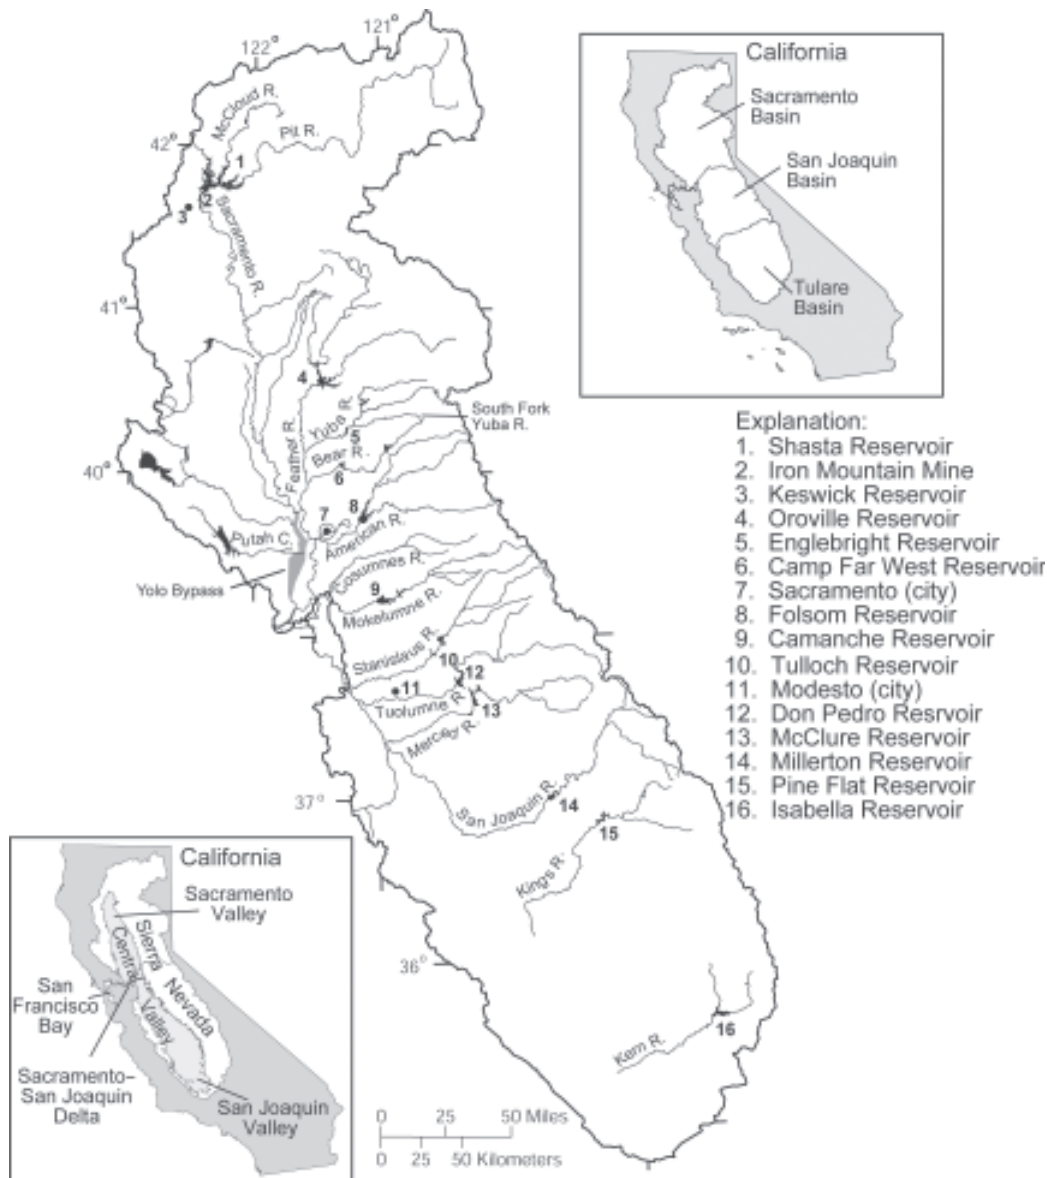 122°
121°
42°
McCloud R.
Pit R.
1
2
3
Sacramento R.
41°
4
Feather R.
Yuba R.
5
South Fork
Yuba R.
Bear R.
6
40°
7
8
American R.
Putah C.
Yolo Bypass
Cosumnes R.
9
Mokelumne R.
Stanislaus R.
10
11
12
Tuolumne R.
13
Merced R.
37°
San Joaquin R.
14
15
Kings R.
36°
16
Kern R.
California
Sacramento
Basin
San Joaquin
Basin
Tulare
Basin
Explanation:
1. Shasta Reservoir
2. Iron Mountain Mine
3. Keswick Reservoir
4. Oroville Reservoir
5. Englebright Reservoir
6. Camp Far West Reservoir
7. Sacramento (city)
8. Folsom Reservoir
9. Camanche Reservoir
10. Tulloch Reservoir
11. Modesto (city)
12. Don Pedro Resrvoir
13. McClure Reservoir
14. Millerton Reservoir
15. Pine Flat Reservoir
16. Isabella Reservoir
California
Sacramento
Valley
Sierra
Nevada
Central
Valley
San
Francisco
Bay
Sacramento–
San Joaquin
Delta
San Joaquin
Valley
0 25 50 Miles
0 25 50 Kilometers